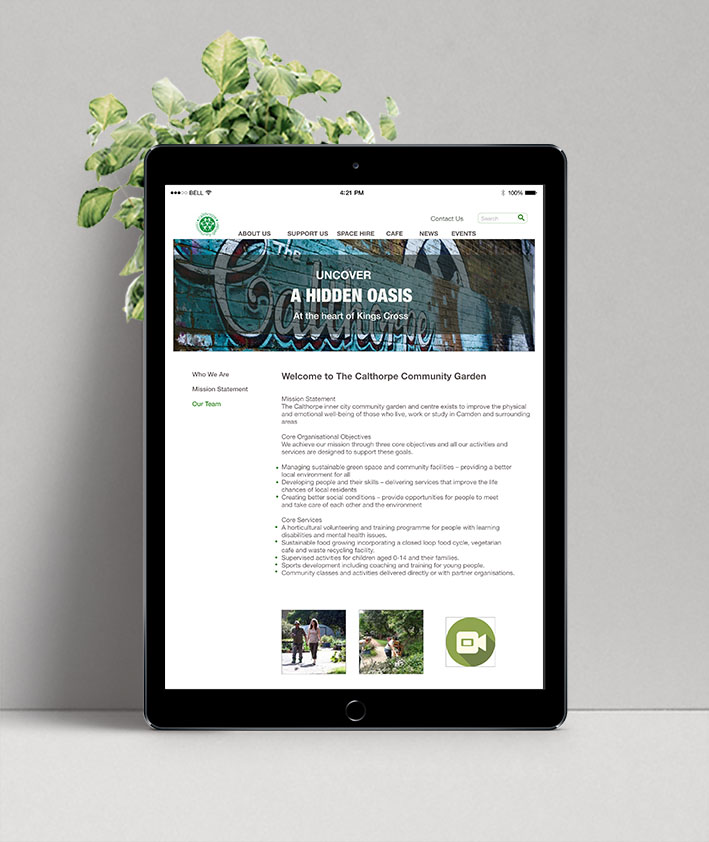 BELL
4:21 PM
100%
Contact Us
Search
ABOUT US SUPPORT US SPACE HIRE CAFE NEWS EVENTS
The
Calthorpe
UNCOVER
A HIDDEN OASIS
At the heart of Kings Cross
Who We Are
Mission Statement
Our Team
Welcome to The Calthorpe Community Garden
Mission Statement
The Calthorpe inner city community garden and centre exists to improve the physical
and emotional well-being of those who live, work or study in Camden and surrounding
areas
Core Organisational Objectives
We achieve our mission through three core objectives and all our activities and
services are designed to support these goals.
Managing sustainable green space and community facilities – providing a better
local environment for all
Developing people and their skills – delivering services that improve the life
chances of local residents
Creating better social conditions – provide opportunities for people to meet
and take care of each other and the environment
Core Services
A horticultural volunteering and training programme for people with learning
disabilities and mental health issues.
Sustainable food growing incorporating a closed loop food cycle, vegetarian
cafe and waste recycling facility.
Supervised activities for children aged 0-14 and their families.
Sports development including coaching and training for young people.
Community classes and activities delivered directly or with partner organisations.